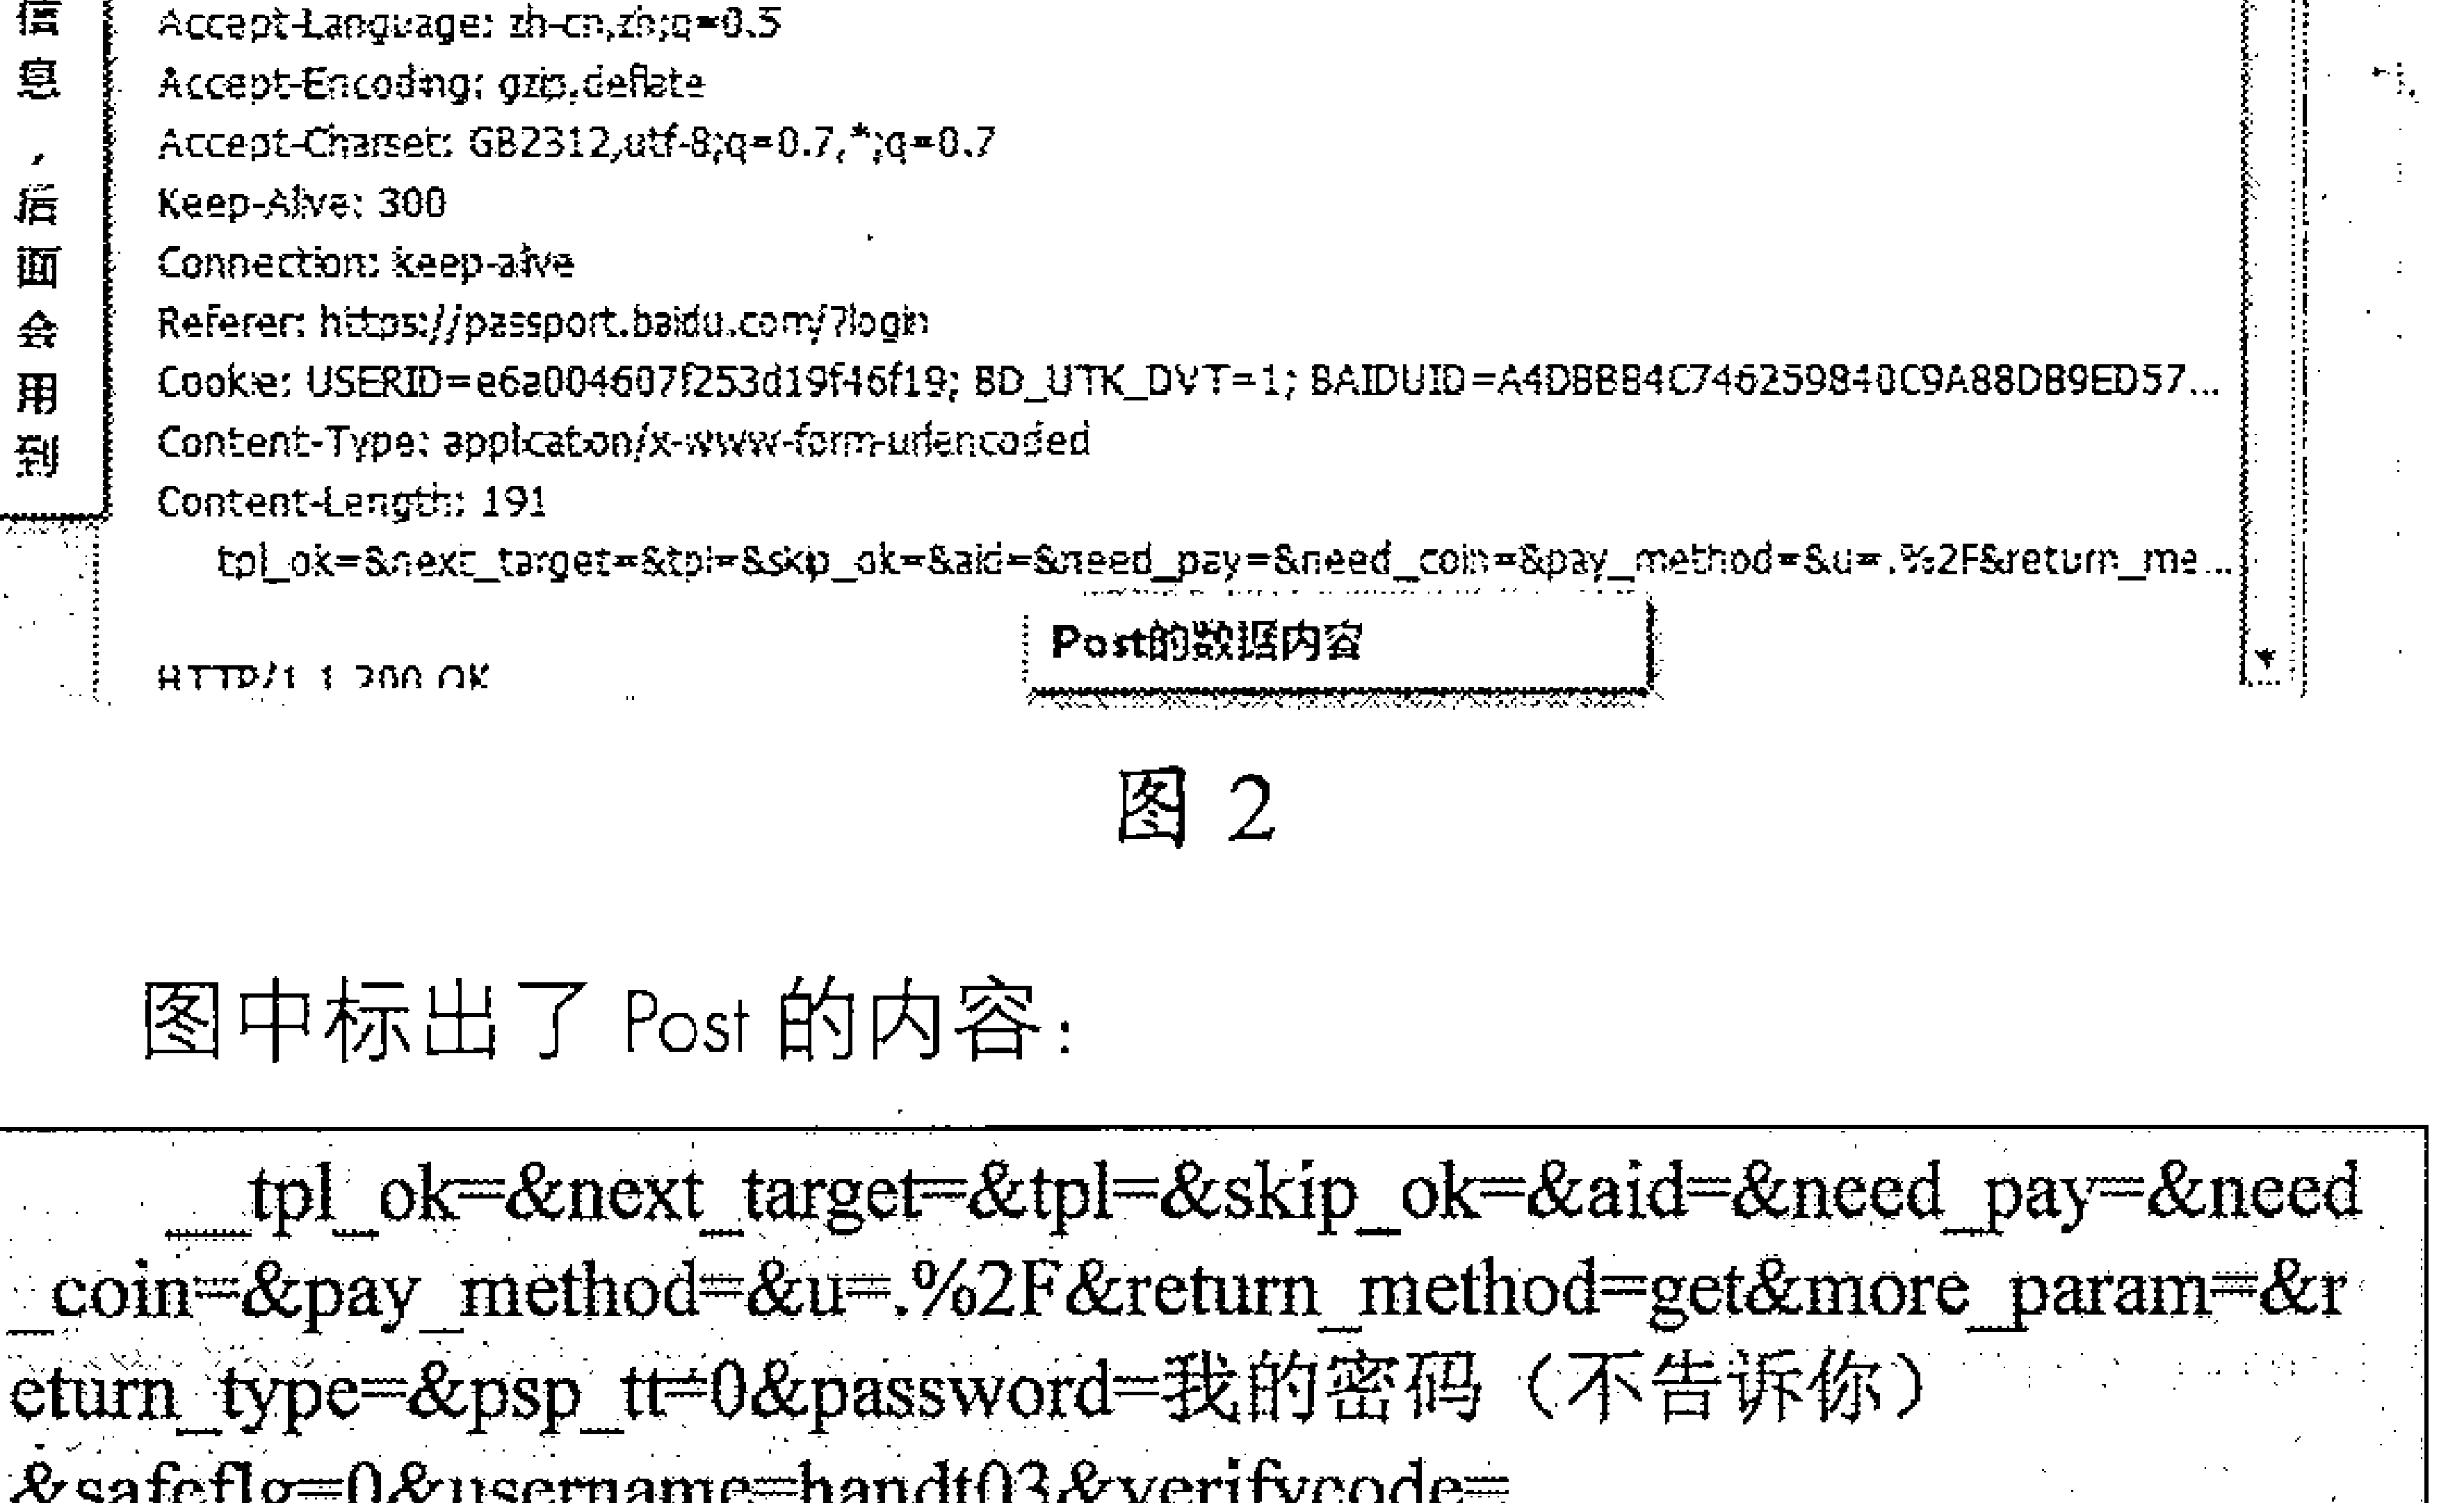 信息，后面会用到
Accept-Language: zh-cn,zh;q=0.5
Accept-Encoding: gzip,deflate
Accept-Charset: GB2312,utf-8;q=0.7,*;q=0.7
Keep-Alive: 300
Connection: keep-alive
Referer: https://passport.baidu.com/?login
Cookie: USERID=e6a004607f253d19f46f19; BD_UTK_DVT=1; BAIDUID=A4DBBB4C746259840C9A88DB9ED57...
Content-Type: application/x-www-form-urlencoded
Content-Length: 191
tpl_ok=&next_target=&tpl=&skip_ok=&aid=&need_pay=&need_coin=&pay_method=&u=.%2F&return_me...
Post的数据内容
HTTP/1.1 200 OK
图 2
图中标出了 Post 的内容：
__tpl_ok=&next_target=&tpl=&skip_ok=&aid=&need_pay=&need
_coin=&pay_method=&u=.%2F&return_method=get&more_param=&r
eturn_type=&psp_tt=0&password=我的密码（不告诉你）
&safeflg=0&username=handt03&verifycode=